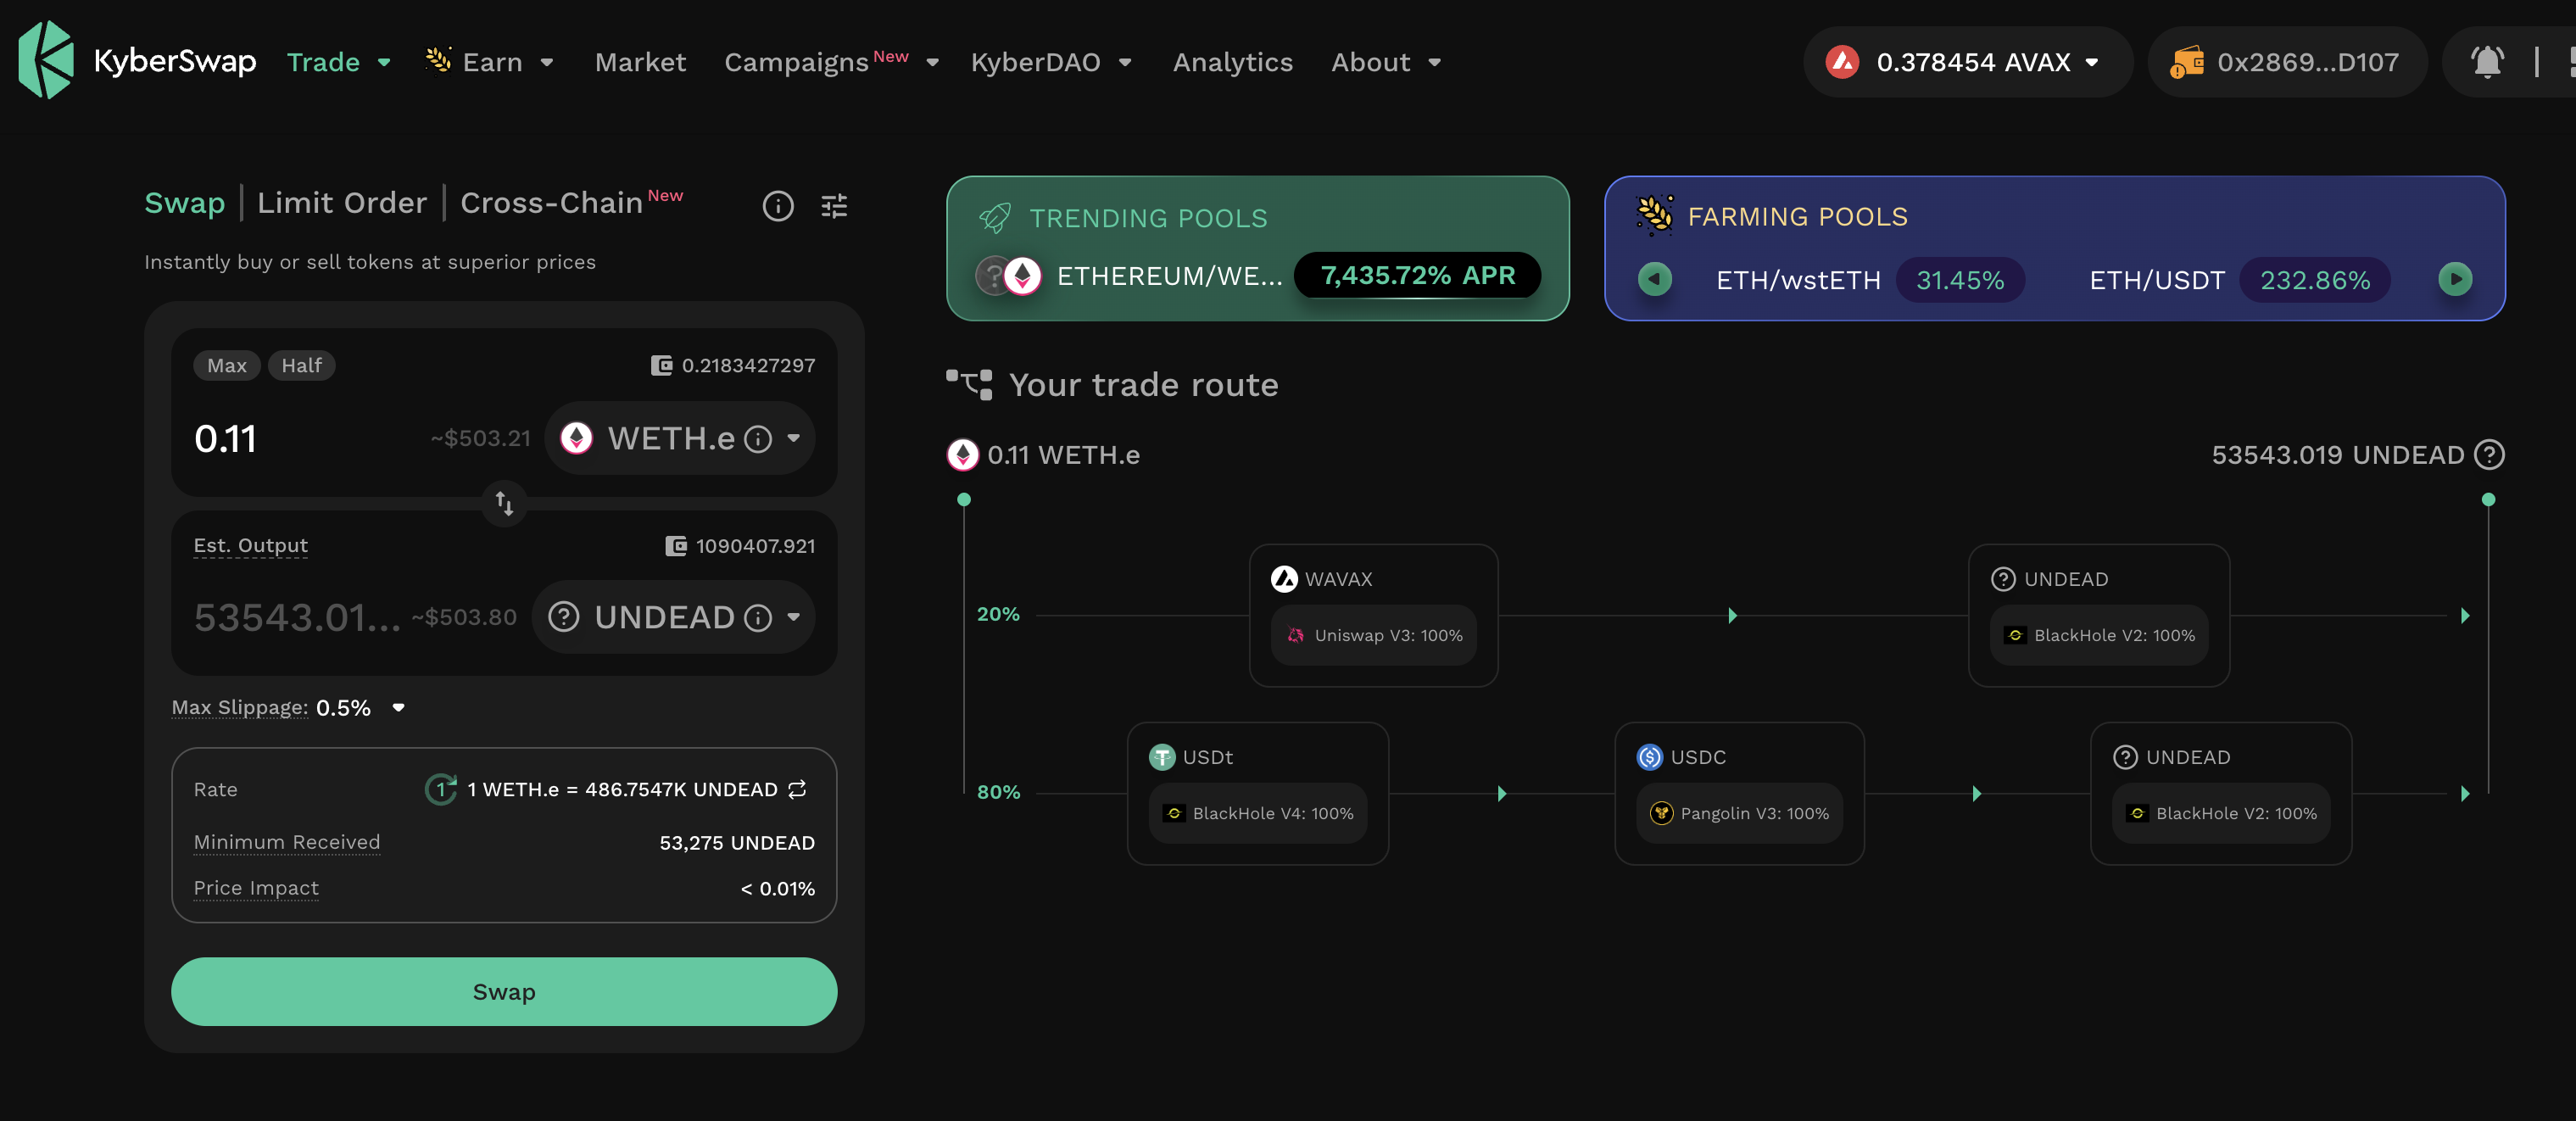 KyberSwap Trade Earn Market Campaigns New KyberDAO Analytics About 0.378454 AVAX 0x2869...D107
Swap | Limit Order | Cross-Chain New
Instantly buy or sell tokens at superior prices
Max Half 0.2183427297
0.11 ~$503.21 WETH.e
Est. Output 1090407.921
53543.01... ~$503.80 UNDEAD
Max Slippage: 0.5%
Rate 1 1 WETH.e = 486.7547K UNDEAD
Minimum Received 53,275 UNDEAD
Price Impact < 0.01%
Swap
TRENDING POOLS
ETHEREUM/WE... 7,435.72% APR
FARMING POOLS
ETH/wstETH 31.45% ETH/USDT 232.86%
Your trade route
0.11 WETH.e 53543.019 UNDEAD
20%
WAVAX
Uniswap V3: 100%
UNDEAD
BlackHole V2: 100%
80%
USDt
BlackHole V4: 100%
USDC
Pangolin V3: 100%
UNDEAD
BlackHole V2: 100%